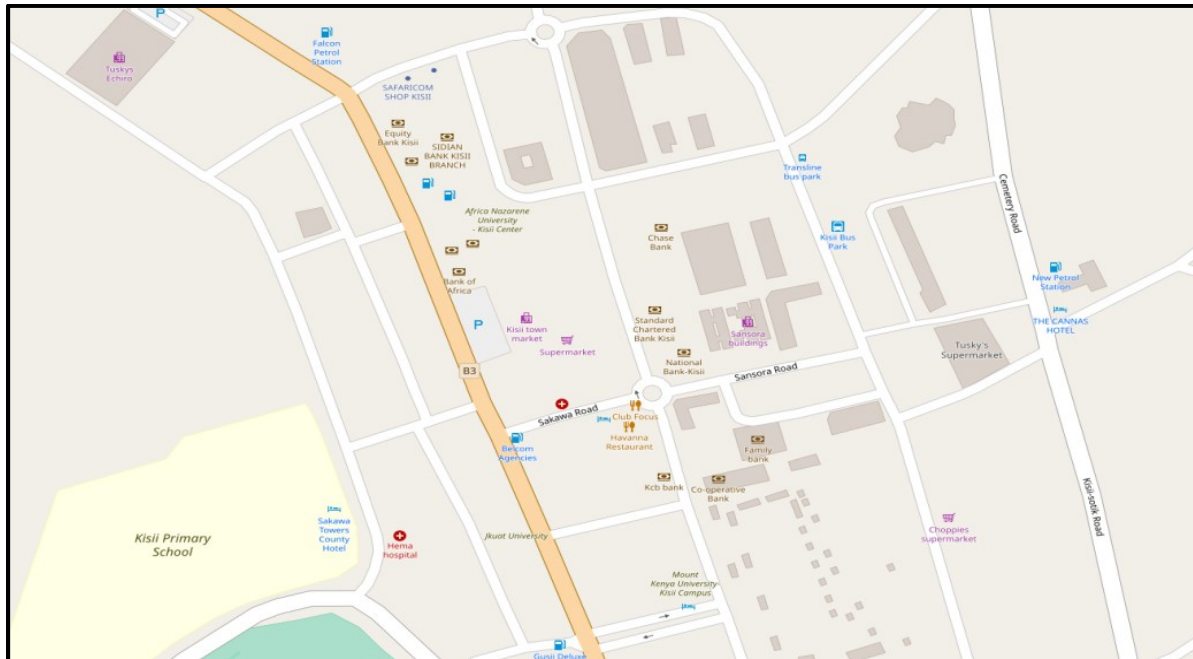 P
Falcon
Petrol
Station
Tuskys
Echiro
SAFARICOM
SHOP KISII
Equity
Bank Kisii
SIDIAN
BANK KISII
BRANCH
Transline
bus park
Cemetery Road
Africa Nazarene
University
- Kisii Center
Chase
Bank
Kisii Bus
Park
Bank of
Africa
New Petrol
Station
P
Kisii town
market
Supermarket
Standard
Chartered
Bank Kisii
Sansora
buildings
THE CANNAS
HOTEL
Tusky's
Supermarket
National
Bank-Kisii
B3
Sansora Road
Sakawa Road
Club Focus
Havanna
Restaurant
Belcom
Agencies
Family
bank
Kcb bank
Co-operative
Bank
Kisii-sotik Road
Sakawa
Towers
County
Hotel
Kisii Primary
School
Hema
hospital
Jkuat University
Choppies
supermarket
Mount
Kenya University-
Kisii Campus
Gusii Deluxe